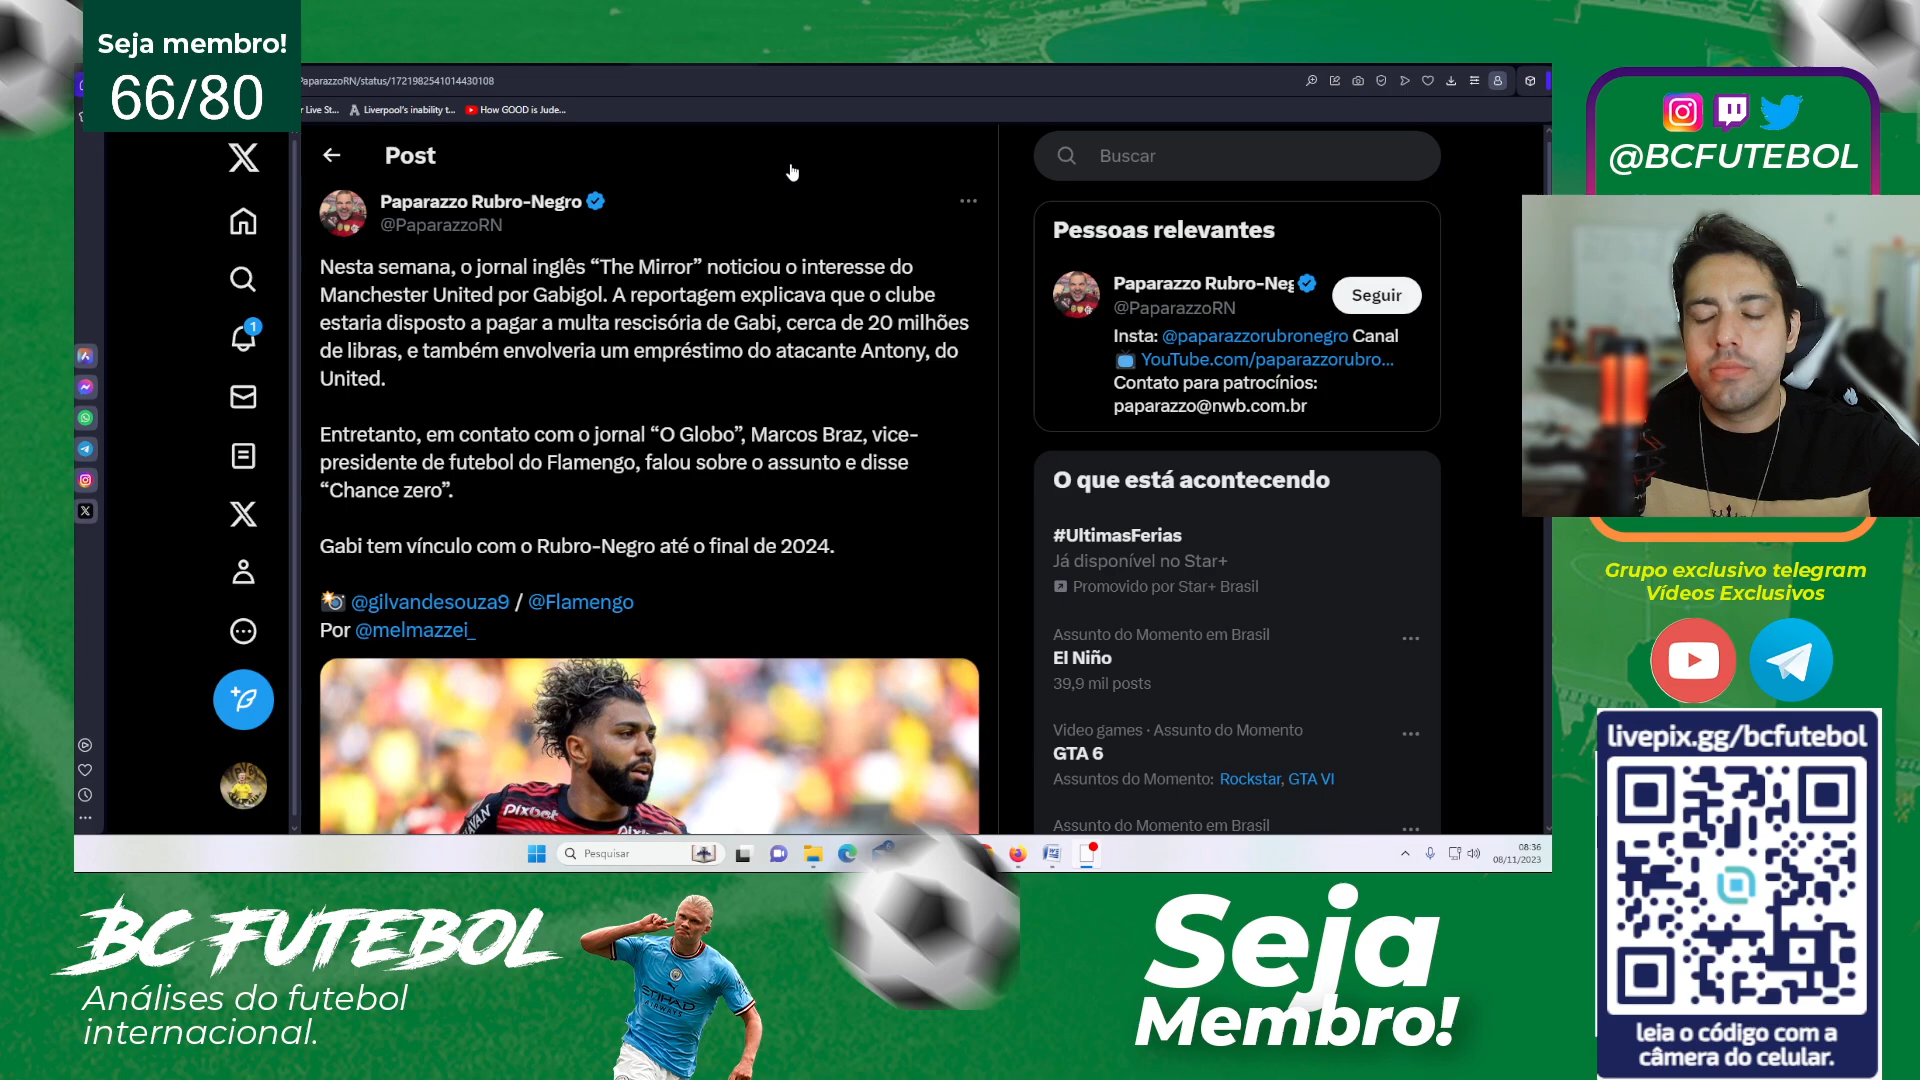 Seja membro!
66/80
PaparazzoRN/status/1721982541014430108
r Live St...
Liverpool's inability t...
How GOOD is Jude...
Post
Paparazzo Rubro-Negro
@PaparazzoRN
Nesta semana, o jornal inglês “The Mirror” noticiou o interesse do
Manchester United por Gabigol. A reportagem explicava que o clube
estaria disposto a pagar a multa rescisória de Gabi, cerca de 20 milhões
de libras, e também envolveria um empréstimo do atacante Antony, do
United.
Entretanto, em contato com o jornal “O Globo”, Marcos Braz, vice-
presidente de futebol do Flamengo, falou sobre o assunto e disse
“Chance zero”.
Gabi tem vínculo com o Rubro-Negro até o final de 2024.
@gilvandesouza9 / @Flamengo
Por @melmazzei_
Pixbet
1
Buscar
Pessoas relevantes
Paparazzo Rubro-Neg
@PaparazzoRN
Seguir
Insta: @paparazzorubronegro Canal
YouTube.com/paparazzorubro...
Contato para patrocínios:
paparazzo@nwb.com.br
O que está acontecendo
#UltimasFerias
Já disponível no Star+
Promovido por Star+ Brasil
Assunto do Momento em Brasil
El Niño
39,9 mil posts
Video games · Assunto do Momento
GTA 6
Assuntos do Momento: Rockstar, GTA VI
Assunto do Momento em Brasil
Pesquisar
08:36
08/11/2023
@BCFUTEBOL
Grupo exclusivo telegram
Vídeos Exclusivos
livepix.gg/bcfutebol
leia o código com a
câmera do celular.
BC FUTEBOL
Análises do futebol
internacional.
ETIHAD
AIRWAYS
Seja
Membro!